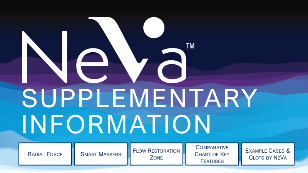 NeVa™
SUPPLEMENTARY
INFORMATION
RADIAL FORCE
SMART MARKERS
FLOW RESTORATION
ZONE
COMPARATIVE
CHART OF KEY
FEATURES
EXAMPLE CASES &
CLOTS BY NEVA